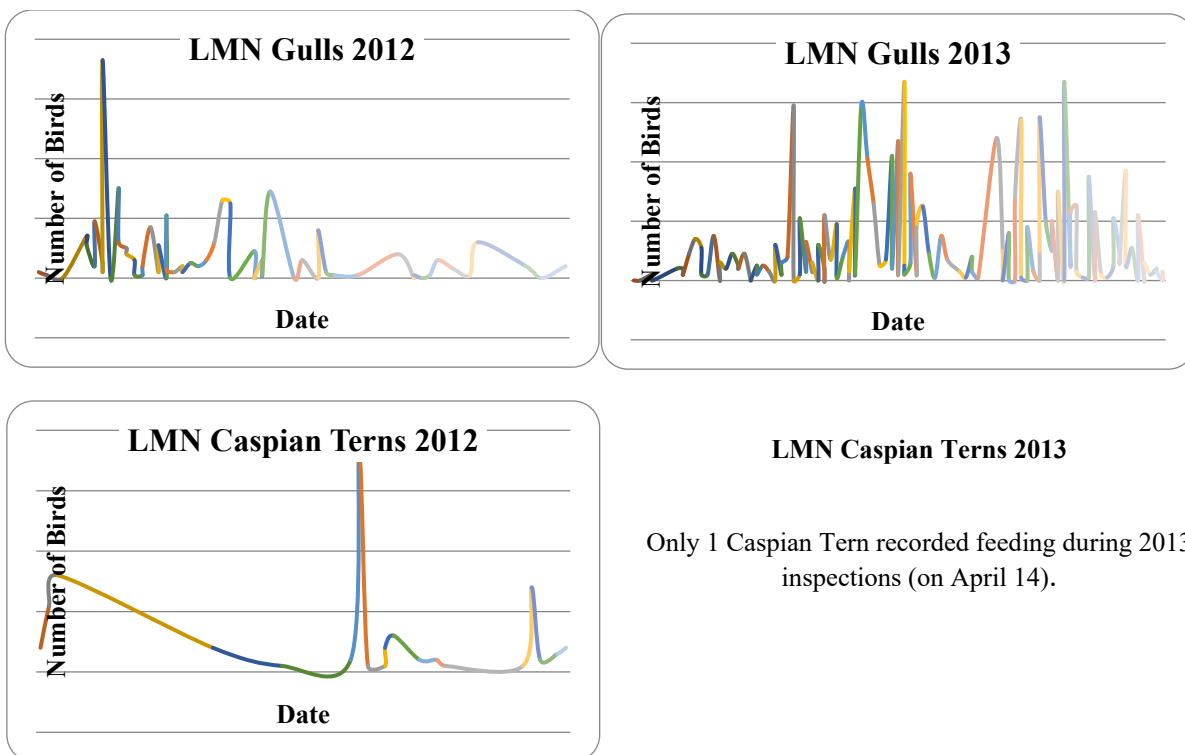 LMN Gulls 2012
Number of Birds
Date
LMN Gulls 2013
Number of Birds
Date
LMN Caspian Terns 2012
Number of Birds
Date
LMN Caspian Terns 2013
Only 1 Caspian Tern recorded feeding during 2013
inspections (on April 14).